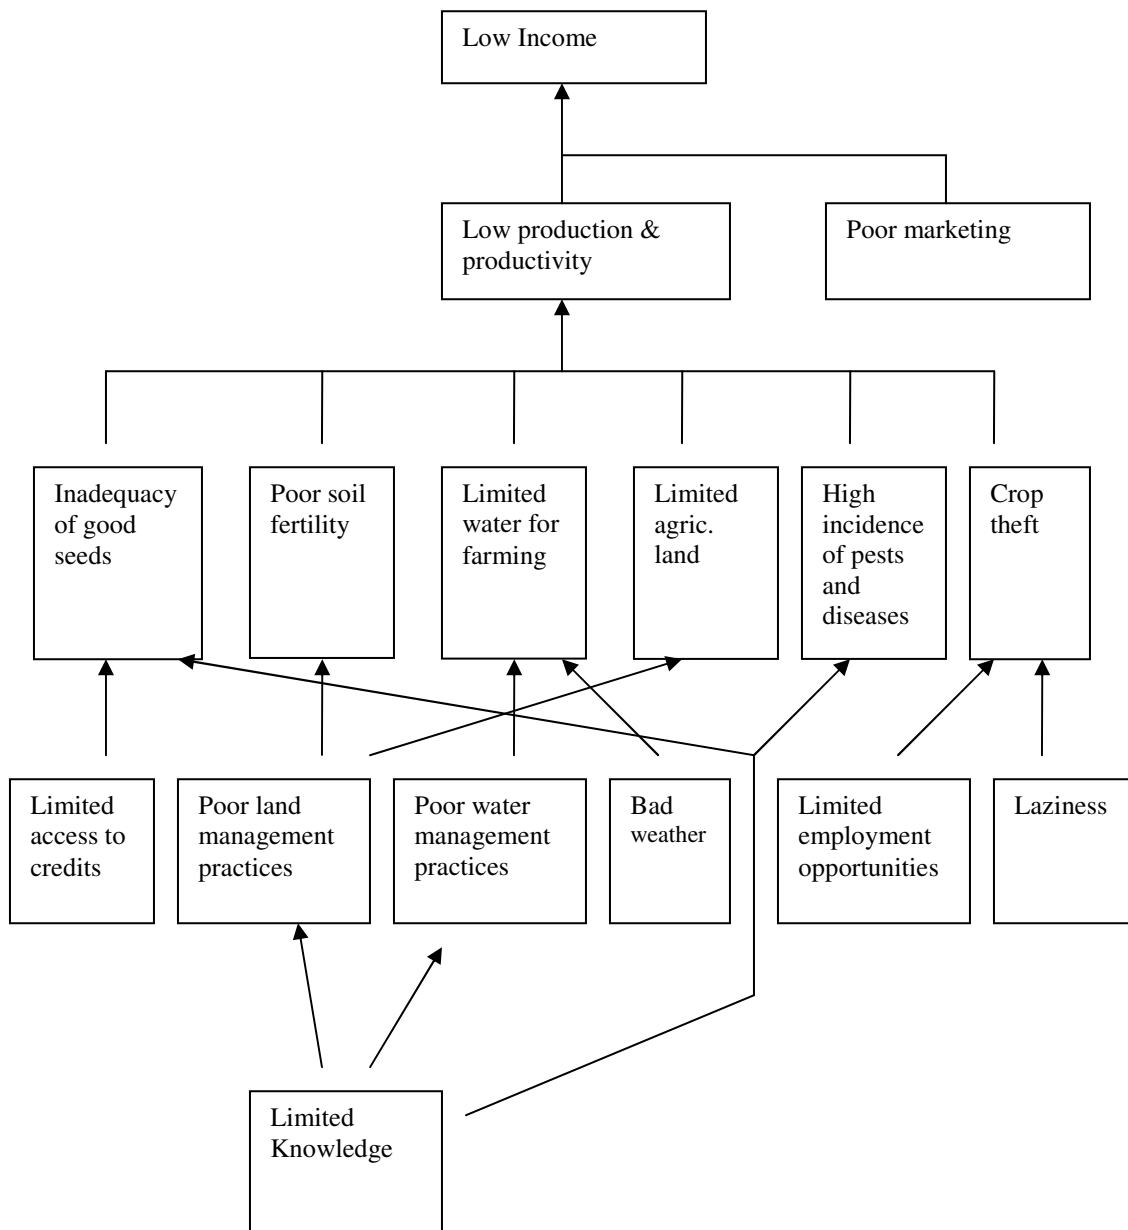 Low Income
Low production &
productivity
Poor marketing
Inadequacy
of good
seeds
Poor soil
fertility
Limited
water for
farming
Limited
agric.
land
High
incidence
of pests
and
diseases
Crop
theft
Limited
access to
credits
Poor land
management
practices
Poor water
management
practices
Bad
weather
Limited
employment
opportunities
Laziness
Limited
Knowledge